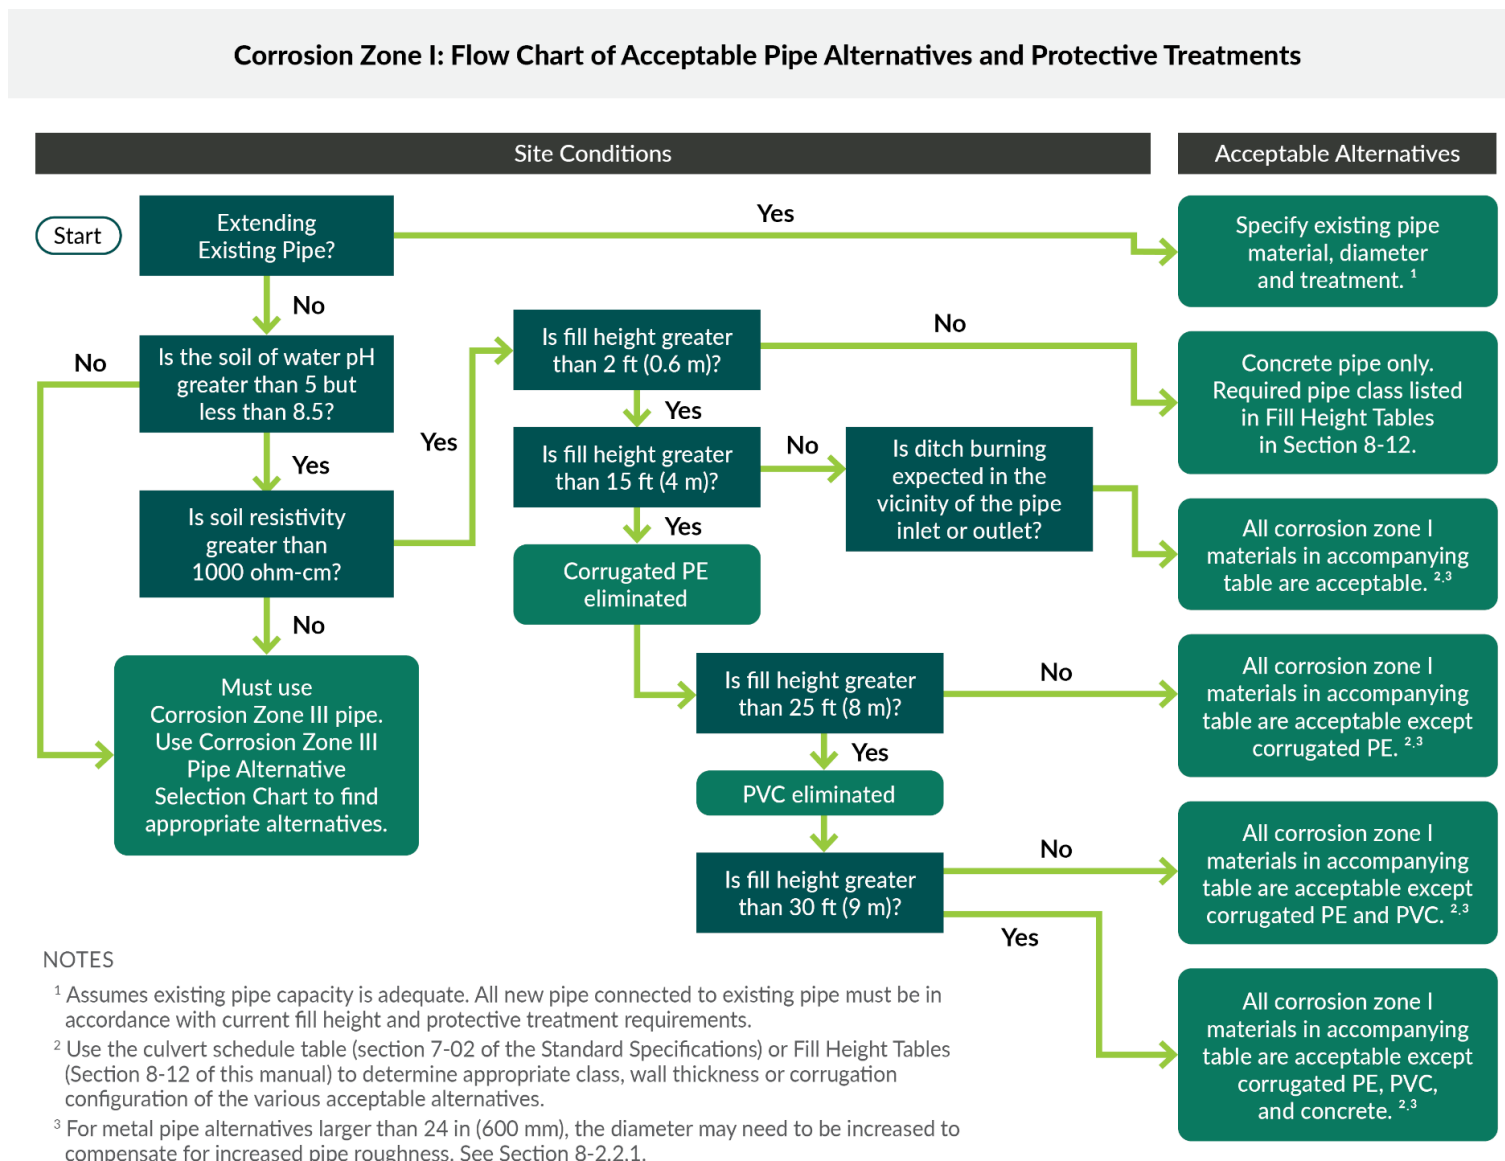 Corrosion Zone I: Flow Chart of Acceptable Pipe Alternatives and Protective Treatments
Site Conditions
Acceptable Alternatives
Start
Extending
Existing Pipe?
Yes
Specify existing pipe
material, diameter
and treatment. 1
No
Is the soil of water pH
greater than 5 but
less than 8.5?
No
Yes
Is soil resistivity
greater than
1000 ohm-cm?
Yes
No
Must use
Corrosion Zone III pipe.
Use Corrosion Zone III
Pipe Alternative
Selection Chart to find
appropriate alternatives.
Is fill height greater
than 2 ft (0.6 m)?
No
Concrete pipe only.
Required pipe class listed
in Fill Height Tables
in Section 8-12.
Yes
Is fill height greater
than 15 ft (4 m)?
No
Is ditch burning
expected in the
vicinity of the pipe
inlet or outlet?
All corrosion zone I
materials in accompanying
table are acceptable. 2,3
Yes
Corrugated PE
eliminated
Is fill height greater
than 25 ft (8 m)?
No
All corrosion zone I
materials in accompanying
table are acceptable except
corrugated PE. 2,3
Yes
PVC eliminated
Is fill height greater
than 30 ft (9 m)?
No
All corrosion zone I
materials in accompanying
table are acceptable except
corrugated PE and PVC. 2,3
Yes
All corrosion zone I
materials in accompanying
table are acceptable except
corrugated PE, PVC,
and concrete. 2,3
NOTES
1 Assumes existing pipe capacity is adequate. All new pipe connected to existing pipe must be in
accordance with current fill height and protective treatment requirements.
2 Use the culvert schedule table (section 7-02 of the Standard Specifications) or Fill Height Tables
(Section 8-12 of this manual) to determine appropriate class, wall thickness or corrugation
configuration of the various acceptable alternatives.
3 For metal pipe alternatives larger than 24 in (600 mm), the diameter may need to be increased to
compensate for increased pipe roughness. See Section 8-2.2.1.